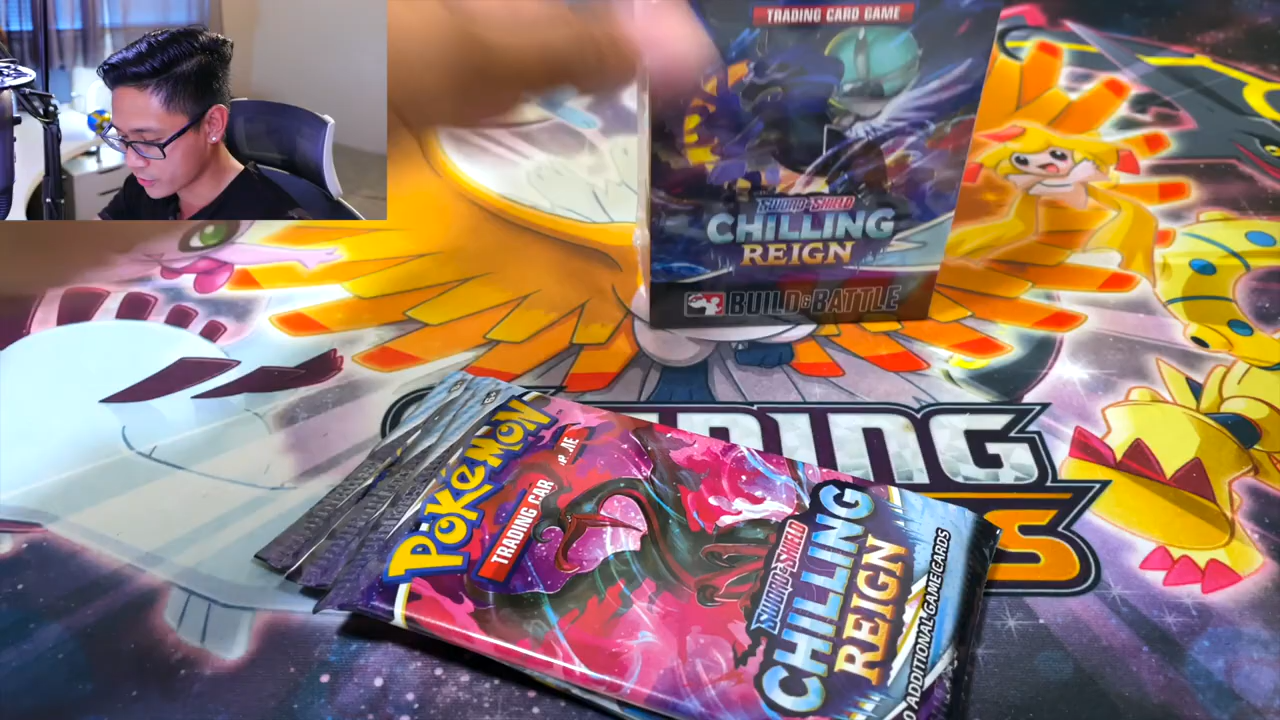 TRADING CARD GAME
SWORD & SHIELD
CHILLING
REIGN
BUILD & BATTLE
POKéMON
TRADING CAR
SWORD & SHIELD
CHILLING
REIGN
ADDITIONAL GAME CARDS